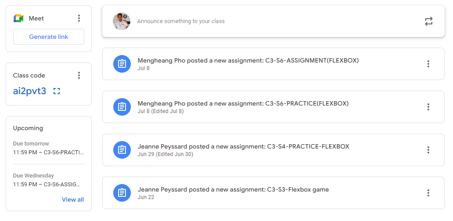 Meet
Generate link
Class code
ai2pvt3
Upcoming
Due tomorrow
11:59 PM – C3-S6-PRACTI...
Due Wednesday
11:59 PM – C3-S6-ASSIG...
View all
Announce something to your class
Mengheang Pho posted a new assignment: C3-S6-ASSIGNMENT(FLEXBOX)
Jul 8
Mengheang Pho posted a new assignment: C3-S6-PRACTICE(FLEXBOX)
Jul 8 (Edited Jul 8)
Jeanne Peyssard posted a new assignment: C3-S4-PRACTICE-FLEXBOX
Jun 29 (Edited Jun 30)
Jeanne Peyssard posted a new assignment: C3-S3-Flexbox game
Jun 22